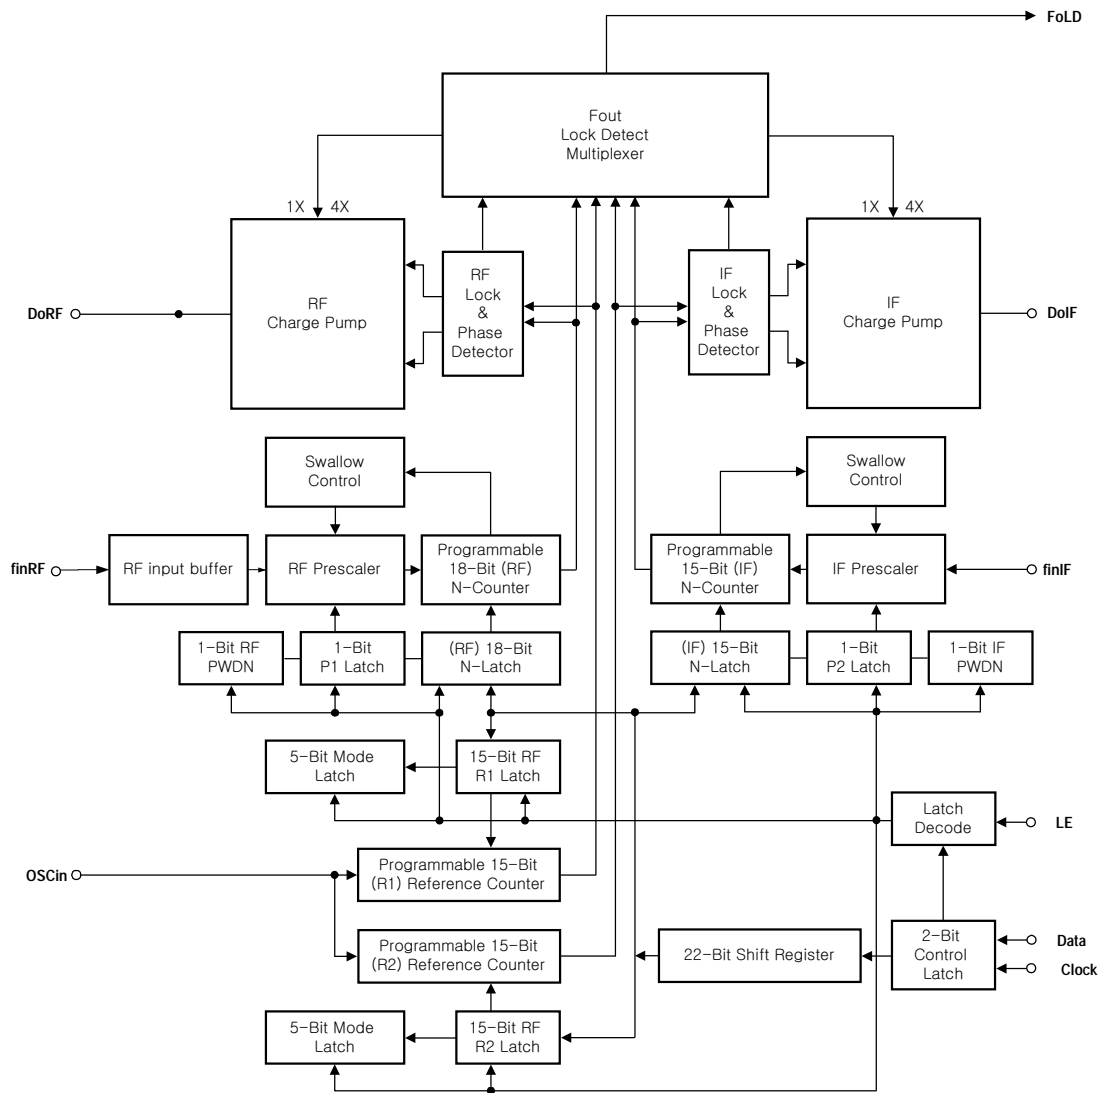 FoLD
Fout
Lock Detect
Multiplexer
1X 4X
1X 4X
RF
Charge Pump
RF
Lock
&
Phase
Detector
IF
Lock
&
Phase
Detector
IF
Charge Pump
DoRF
DoIF
Swallow
Control
Swallow
Control
finRF
RF input buffer
RF Prescaler
Programmable
18-Bit (RF)
N-Counter
Programmable
15-Bit (IF)
N-Counter
IF Prescaler
finIF
1-Bit RF
PWDN
1-Bit
P1 Latch
(RF) 18-Bit
N-Latch
(IF) 15-Bit
N-Latch
1-Bit
P2 Latch
1-Bit IF
PWDN
5-Bit Mode
Latch
15-Bit RF
R1 Latch
Latch
Decode
LE
OSCin
Programmable 15-Bit
(R1) Reference Counter
Programmable 15-Bit
(R2) Reference Counter
22-Bit Shift Register
2-Bit
Control
Latch
Data
Clock
5-Bit Mode
Latch
15-Bit RF
R2 Latch